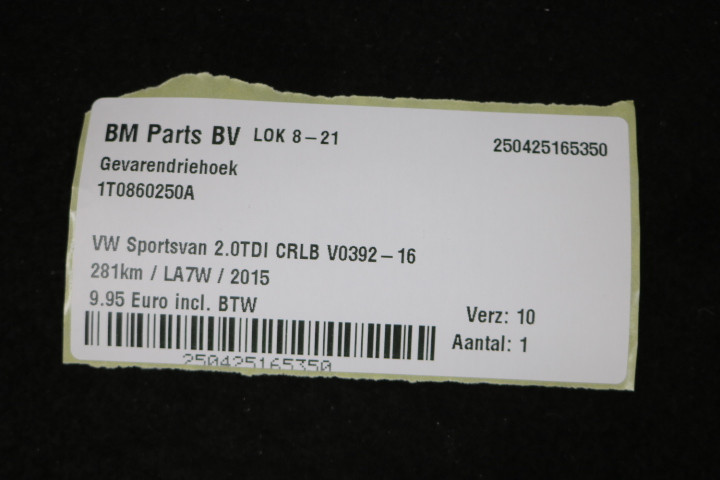 BM Parts BV LOK 8-21 250425165350
Gevarendriehoek
1T0860250A
VW Sportsvan 2.0TDI CRLB V0392-16
281km / LA7W / 2015
9.95 Euro incl. BTW
Verz: 10
Aantal: 1
250425165350